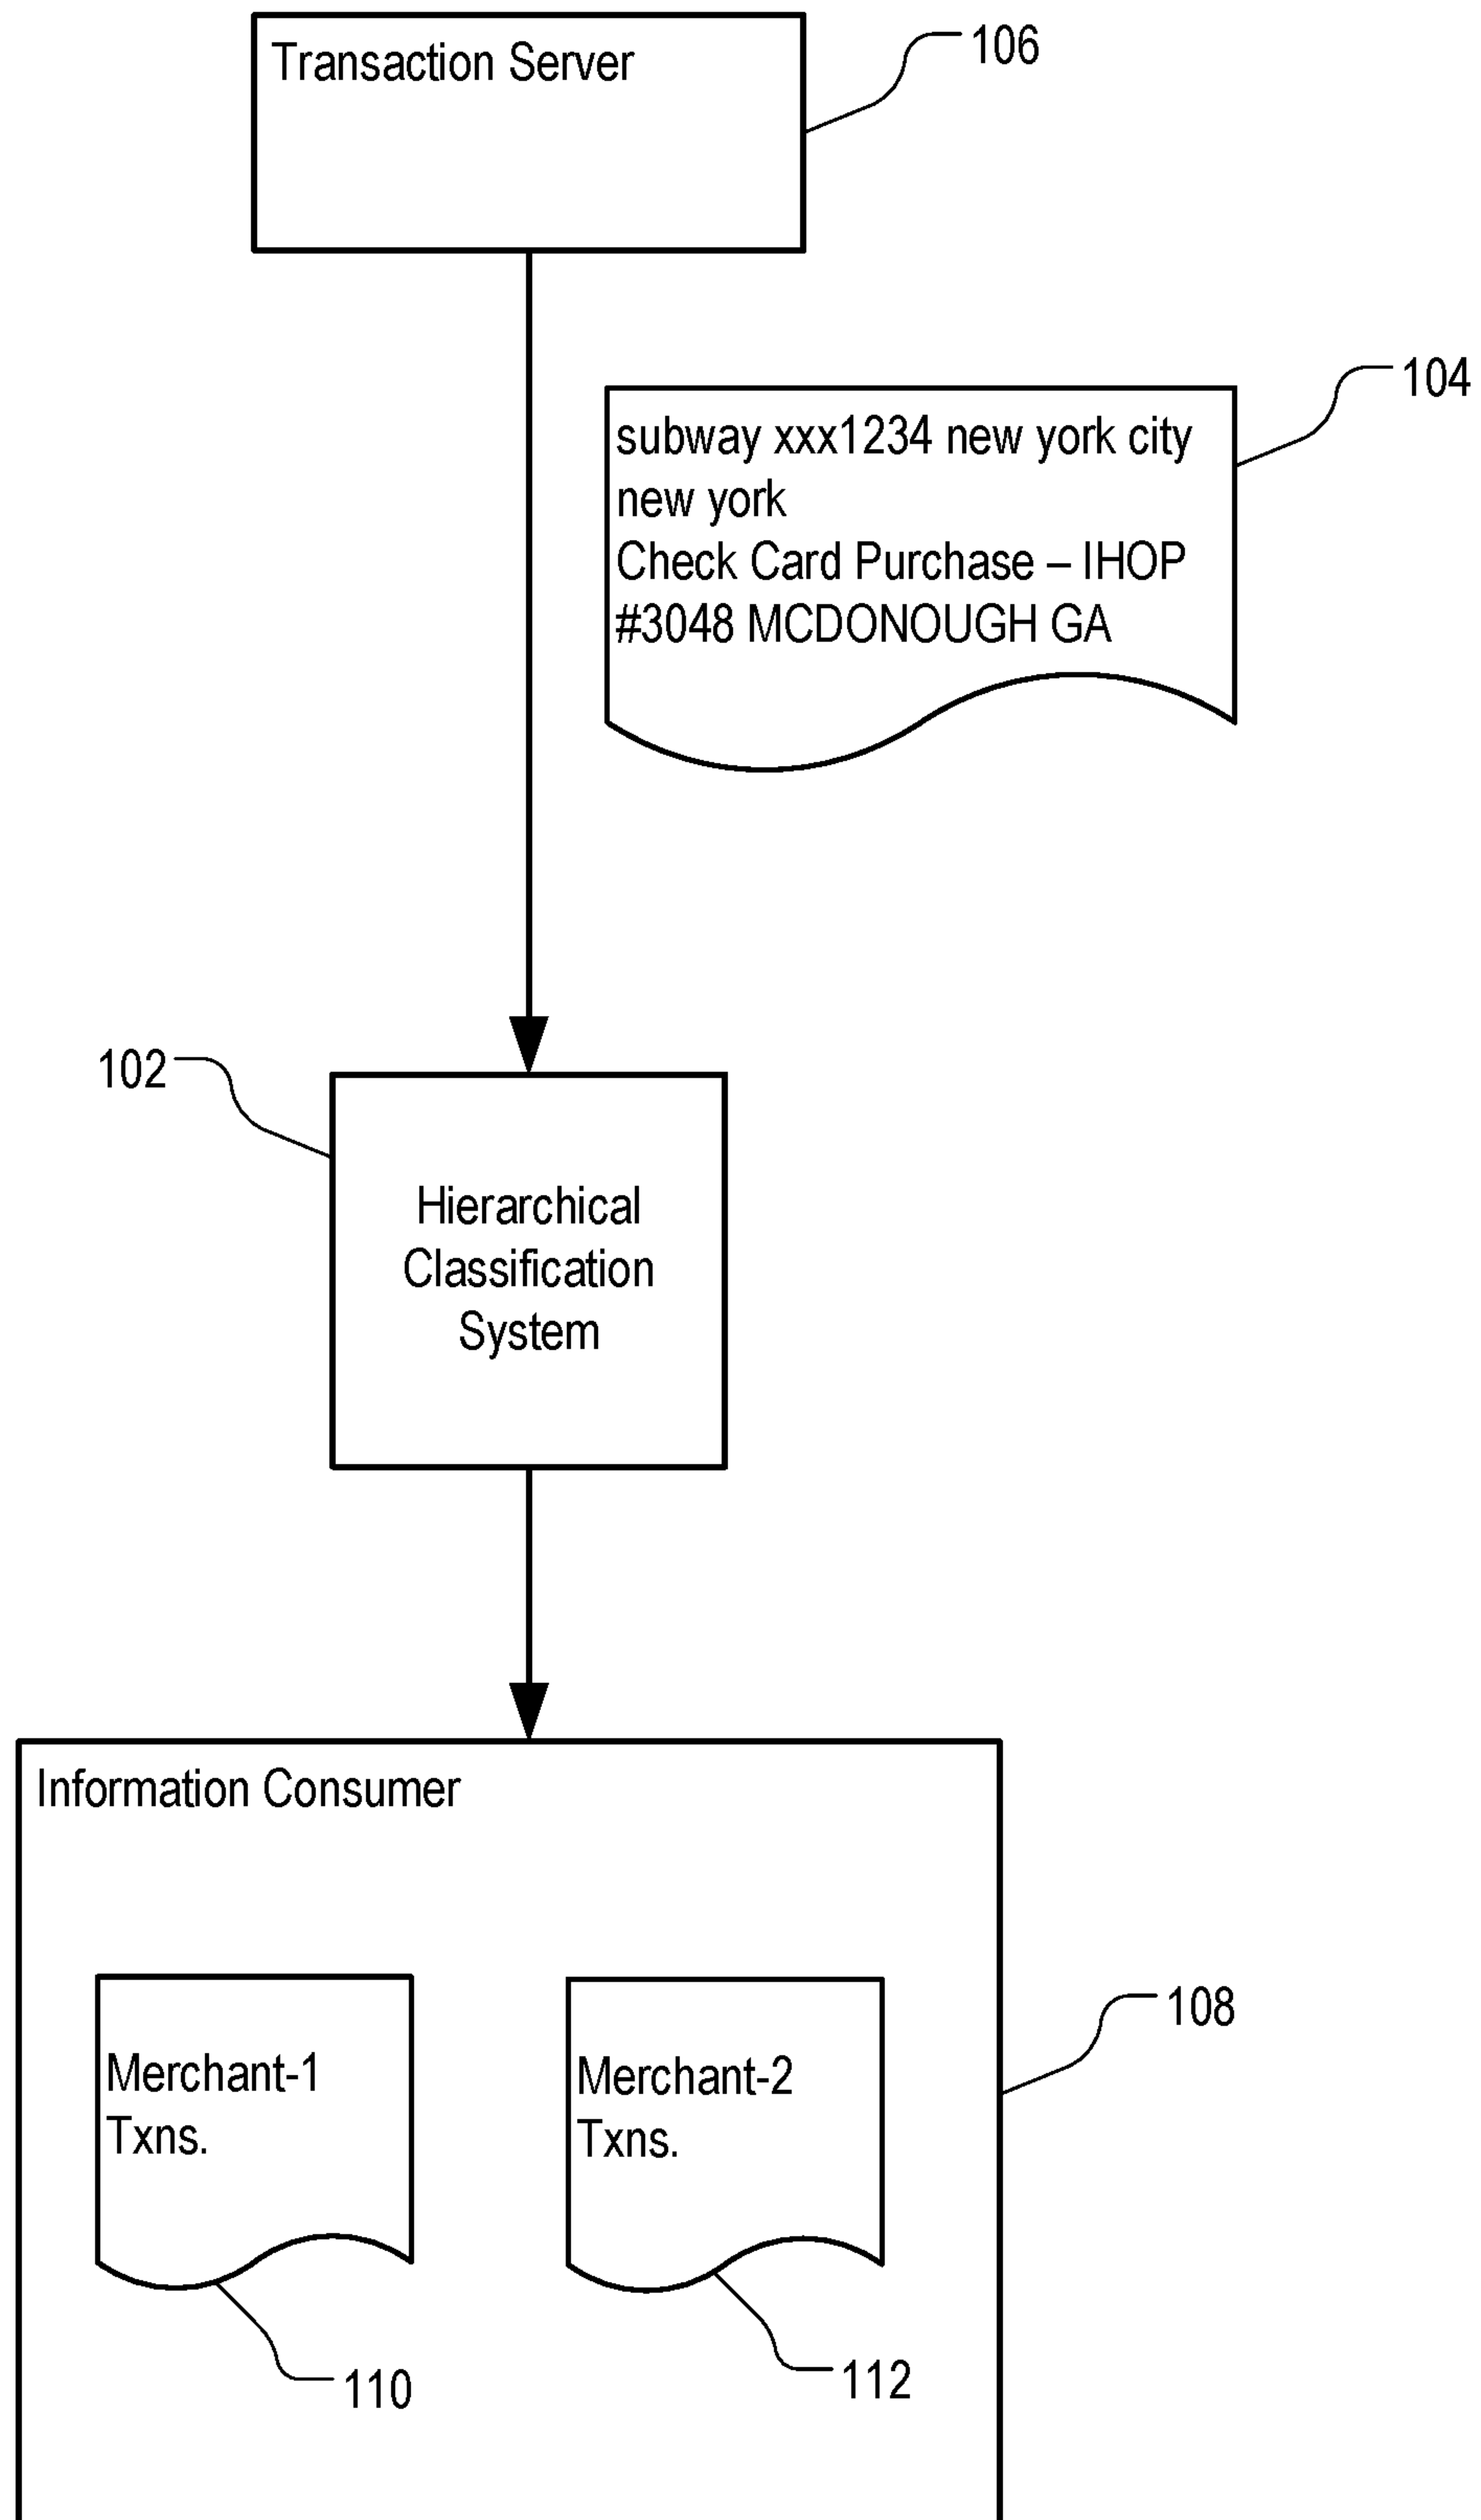 Transaction Server
106
104
subway xxx1234 new york city
new york
Check Card Purchase – IHOP
#3048 MCDONOUGH GA
102
Hierarchical
Classification
System
Information Consumer
108
Merchant-1
Txns.
Merchant-2
Txns.
110
112